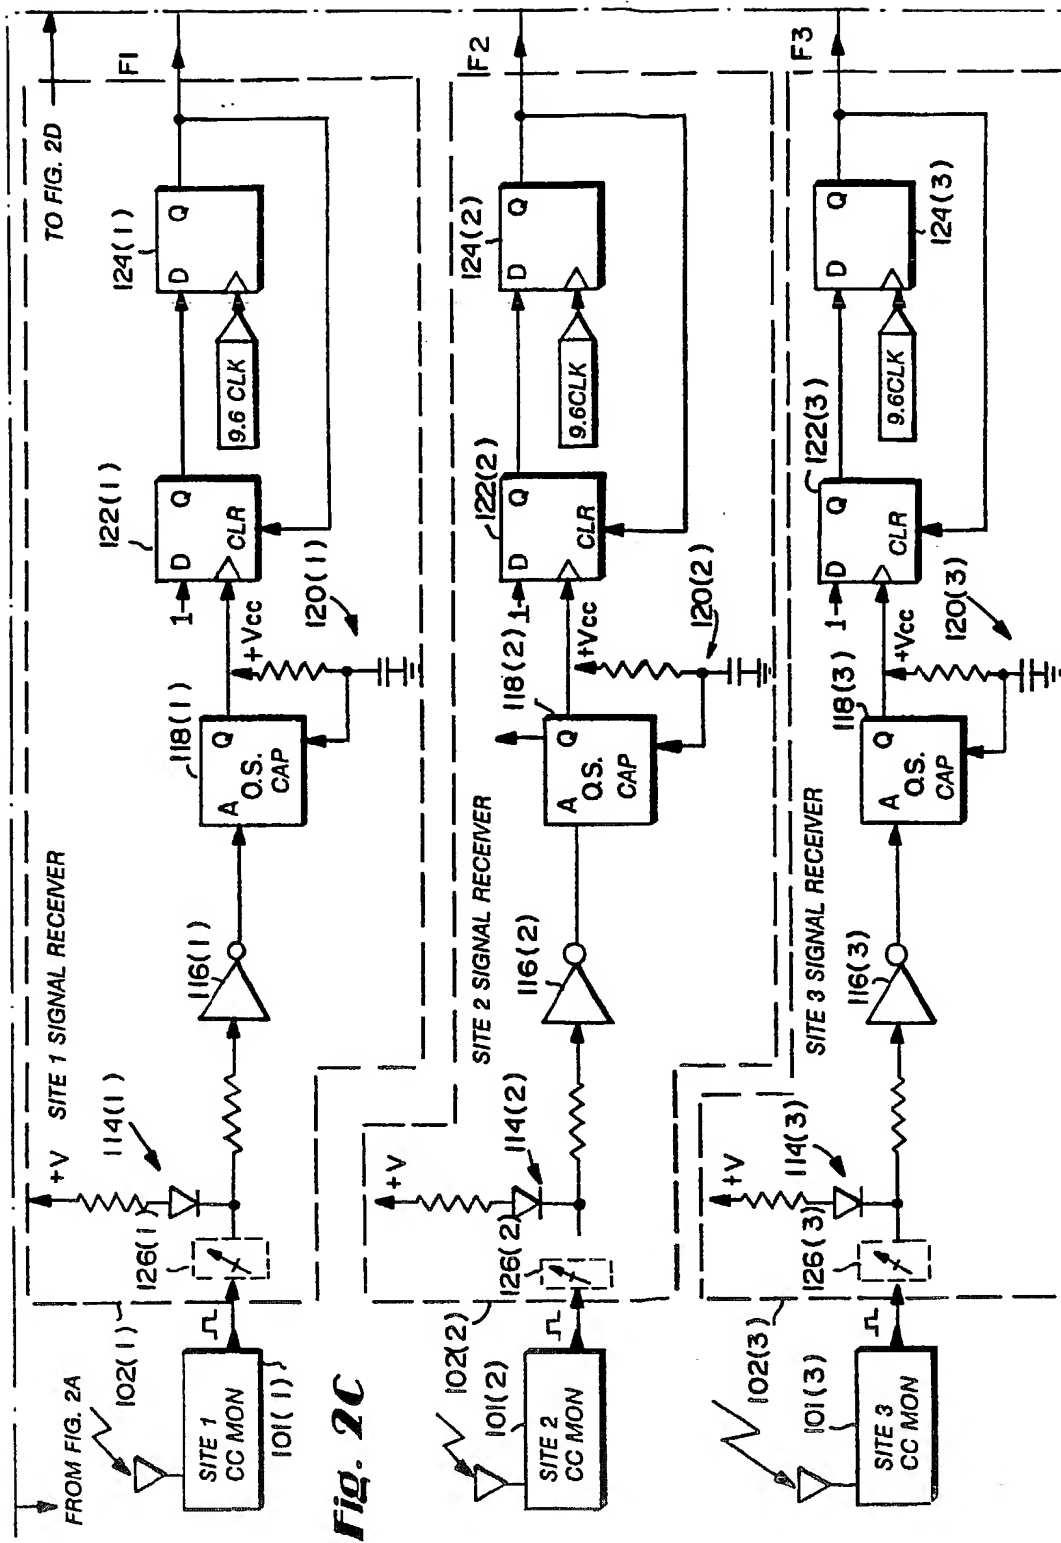 FROM FIG. 2A
TO FIG. 2D
102(1)
SITE 1
CC MON
101(1)
126(1
+V
SITE 1 SIGNAL RECEIVER
114(1)
116(1)
118(1)
A
Q
O.S.
CAP
+Vcc
120(1)
1
122(1)
D
Q
CLR
9.6 CLK
124(1)
D
Q
F1
Fig. 2C
102(2)
101(2)
SITE 2
CC MON
126(2)
+V
114(2)
SITE 2 SIGNAL RECEIVER
116(2)
118(2)
A
Q
O.S.
CAP
+Vcc
120(2)
1
122(2)
D
Q
CLR
9.6CLK
124(2)
D
Q
F2
102(3)
101(3)
SITE 3
CC MON
126(3)
+V
114(3)
SITE 3 SIGNAL RECEIVER
116(3)
118(3)
A
Q
O.S.
CAP
+Vcc
120(3)
1
122(3)
D
Q
CLR
9.6CLK
124(3)
D
Q
F3